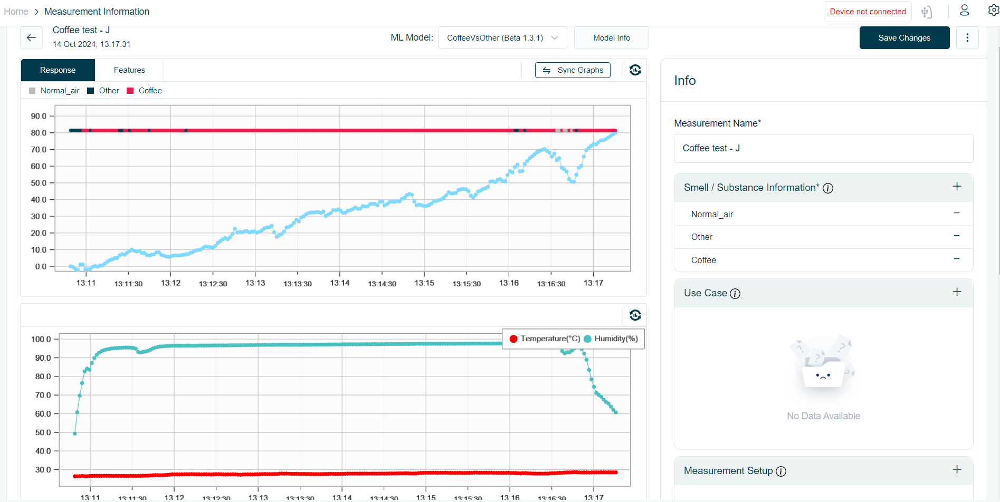 Home > Measurement Information
Device not connected
Coffee test - J
14 Oct 2024, 13.17.31
ML Model:
CoffeeVsOther (Beta 1.3.1)
Model Info
Save Changes
Response
Features
Sync Graphs
Normal_air
Other
Coffee
90.0
80.0
70.0
60.0
50.0
40.0
30.0
20.0
10.0
0.0
13:11 13:11:30 13:12 13:12:30 13:13 13:13:30 13:14 13:14:30 13:15 13:15:30 13:16 13:16:30 13:17
Temperature(°C) Humidity(%)
100.0
90.0
80.0
70.0
60.0
50.0
40.0
30.0
13:11 13:11:30 13:12 13:12:30 13:13 13:13:30 13:14 13:14:30 13:15 13:15:30 13:16 13:16:30 13:17
Info
Measurement Name*
Coffee test - J
Smell / Substance Information* i
Normal_air
Other
Coffee
Use Case i
? ? ? ?
No Data Available
Measurement Setup i